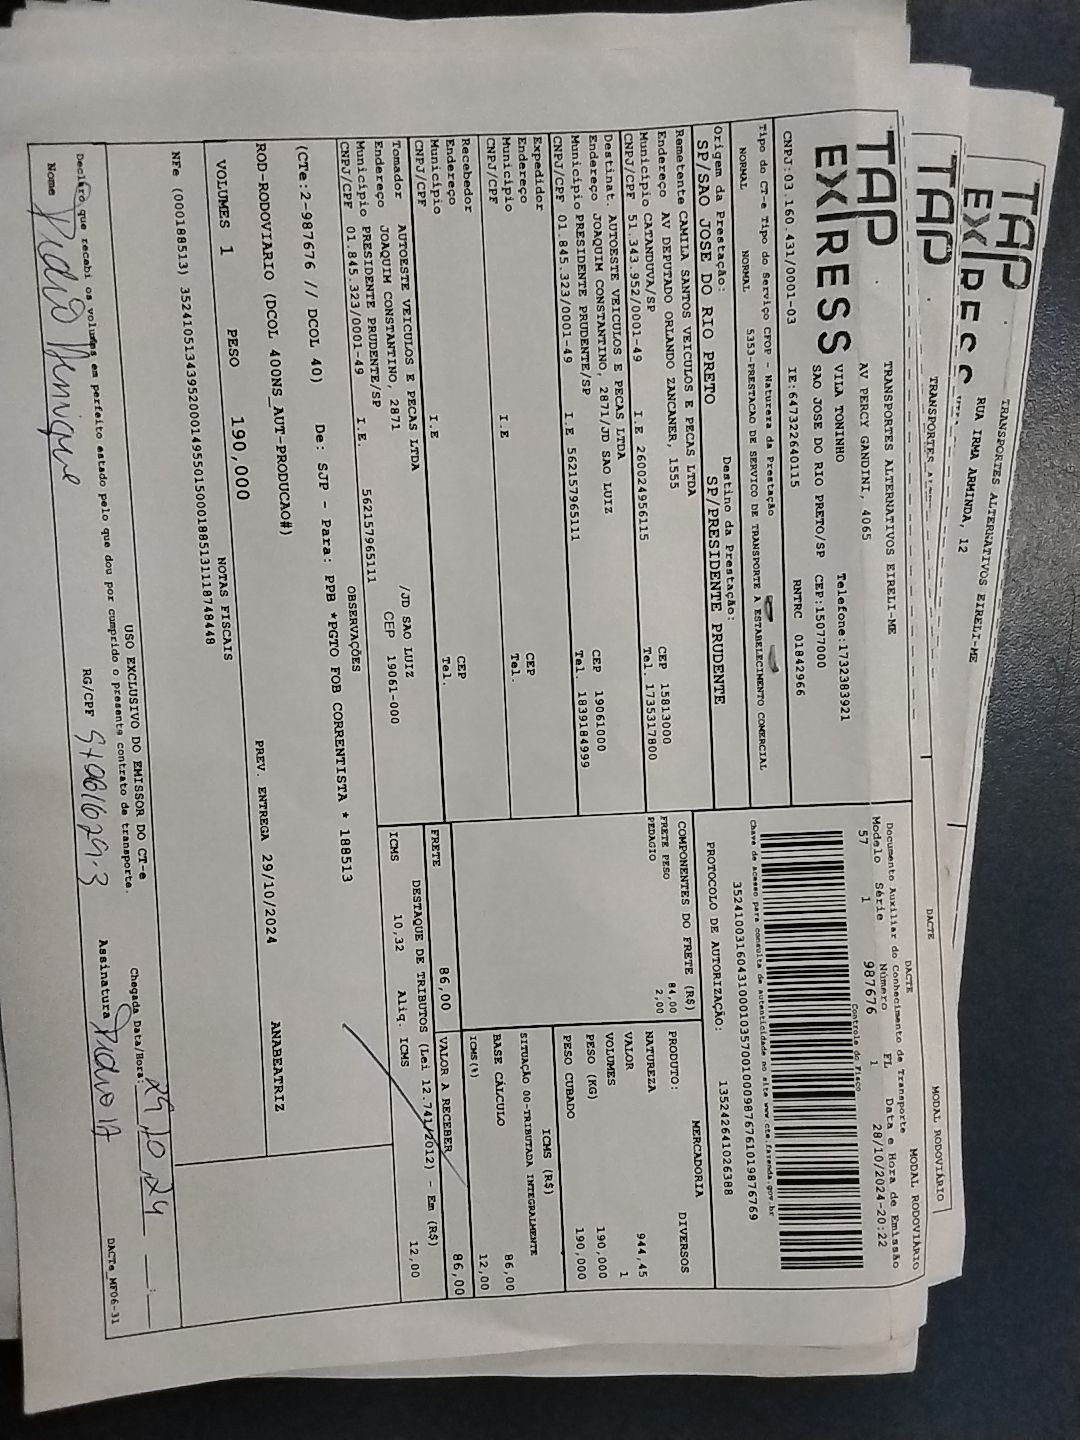 TAP
EXPRESS
TRANSPORTES ALTERNATIVOS EIRELI-ME
RUA IRMA ARMINDA, 12
MODAL RODOVIÁRIO
TAP
TRANSPORTES
DACTE
MODAL RODOVIÁRIO
TAP
EXPRESS
TRANSPORTES ALTERNATIVOS EIRELI-ME
AV PERCY GANDINI, 4065
VILA TONINHO Telefone:1732383921
SAO JOSE DO RIO PRETO/SP CEP:15077000
CNPJ:03.160.431/0001-03 IE:647322640115 RNTRC 01842966
DACTE
Documento Auxiliar do Conhecimento de Transporte
Modelo Série Número FL Data e Hora de Emissão
57 1 987676 1 28/10/2024-20:22
Controle do Fisco
Chave de acesso para consulta de autenticidade no site www.cte.fazenda.gov.br
35241003160431000103570010009876761019876769
PROTOCOLO DE AUTORIZAÇÃO: 135242641026388
Tipo do CT-e Tipo do Serviço CFOP - Natureza da Prestação
NORMAL NORMAL 5353-PRESTACAO DE SERVICO DE TRANSPORTE A ESTABELECIMENTO COMERCIAL
Origem da Prestação: Destino da Prestação:
SP/SAO JOSE DO RIO PRETO SP/PRESIDENTE PRUDENTE
Remetente CAMILA SANTOS VEICULOS E PECAS LTDA
Endereço AV DEPUTADO ORLANDO ZANCANER, 1555 CEP 15813000
Município CATANDUVA/SP Tel. 1735317800
CNPJ/CPF 51.343.952/0001-49 I.E 260024956115
Destinat. AUTOESTE VEICULOS E PECAS LTDA
Endereço JOAQUIM CONSTANTINO, 2871/JD SAO LUIZ CEP 19061000
Município PRESIDENTE PRUDENTE/SP Tel. 1839184999
CNPJ/CPF 01.845.323/0001-49 I.E 562157965111
Expedidor
Endereço CEP
Município Tel.
CNPJ/CPF I.E
Recebedor
Endereço CEP
Município Tel.
CNPJ/CPF I.E
Tomador AUTOESTE VEICULOS E PECAS LTDA
Endereço JOAQUIM CONSTANTINO, 2871 /JD SAO LUIZ
Município PRESIDENTE PRUDENTE/SP CEP 19061-000
CNPJ/CPF 01.845.323/0001-49 I.E. 562157965111
COMPONENTES DO FRETE (R$)
FRETE PESO 84,00
PEDAGIO 2,00
PRODUTO: MERCADORIA
NATUREZA DIVERSOS
VALOR 944,45
VOLUMES 1
PESO (KG) 190,000
PESO CUBADO 190,000
ICMS (R$)
SITUAÇÃO 00-TRIBUTADA INTEGRALMENTE
BASE CÁLCULO 86,00
ICMS(%) 12,00
FRETE 86,00 VALOR A RECEBER 86,00
DESTAQUE DE TRIBUTOS (Lei 12.741/2012) - Em (R$)
ICMS 10,32 Aliq. ICMS 12,00
OBSERVAÇÕES
(CTe:2-987676 // DCOL 40) De: SJP - Para: PPB *PGTO FOB CORRENTISTA * 188513
ROD-RODOVIARIO (DCOL 400NS_AUT-PRODUCAO#)
PREV. ENTREGA 29/10/2024 ANABEATRIZ
VOLUMES 1 PESO 190,000
NOTAS FISCAIS
NFe (000188513) 35241051343952000149550150001885131118748448
USO EXCLUSIVO DO EMISSOR DO CT-e
Declaro que recebi os volumes em perfeito estado pelo que dou por cumprido o presente contrato de transporte.
Chegada Data/Hora: 29 10 24 __:__
Nome Pedro Henrique RG/CPF Assinatura Pedro H
DACTe_MF06-31